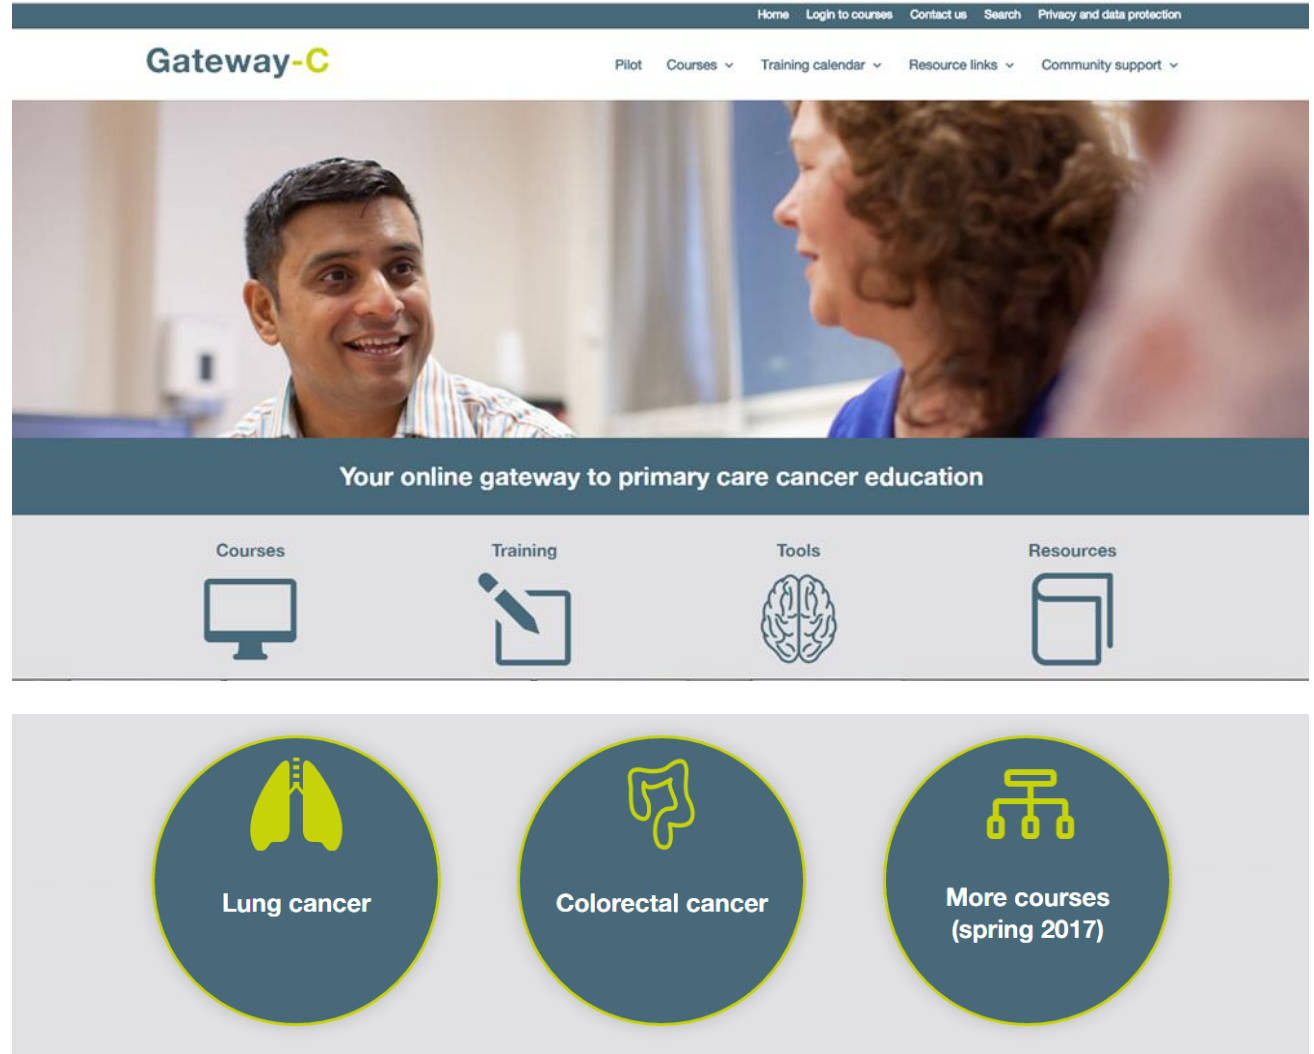 Home Login to courses Contact us Search Privacy and data protection
Gateway-C
Pilot Courses Training calendar Resource links Community support
Your online gateway to primary care cancer education
Courses Training Tools Resources
Lung cancer
Colorectal cancer
More courses
(spring 2017)